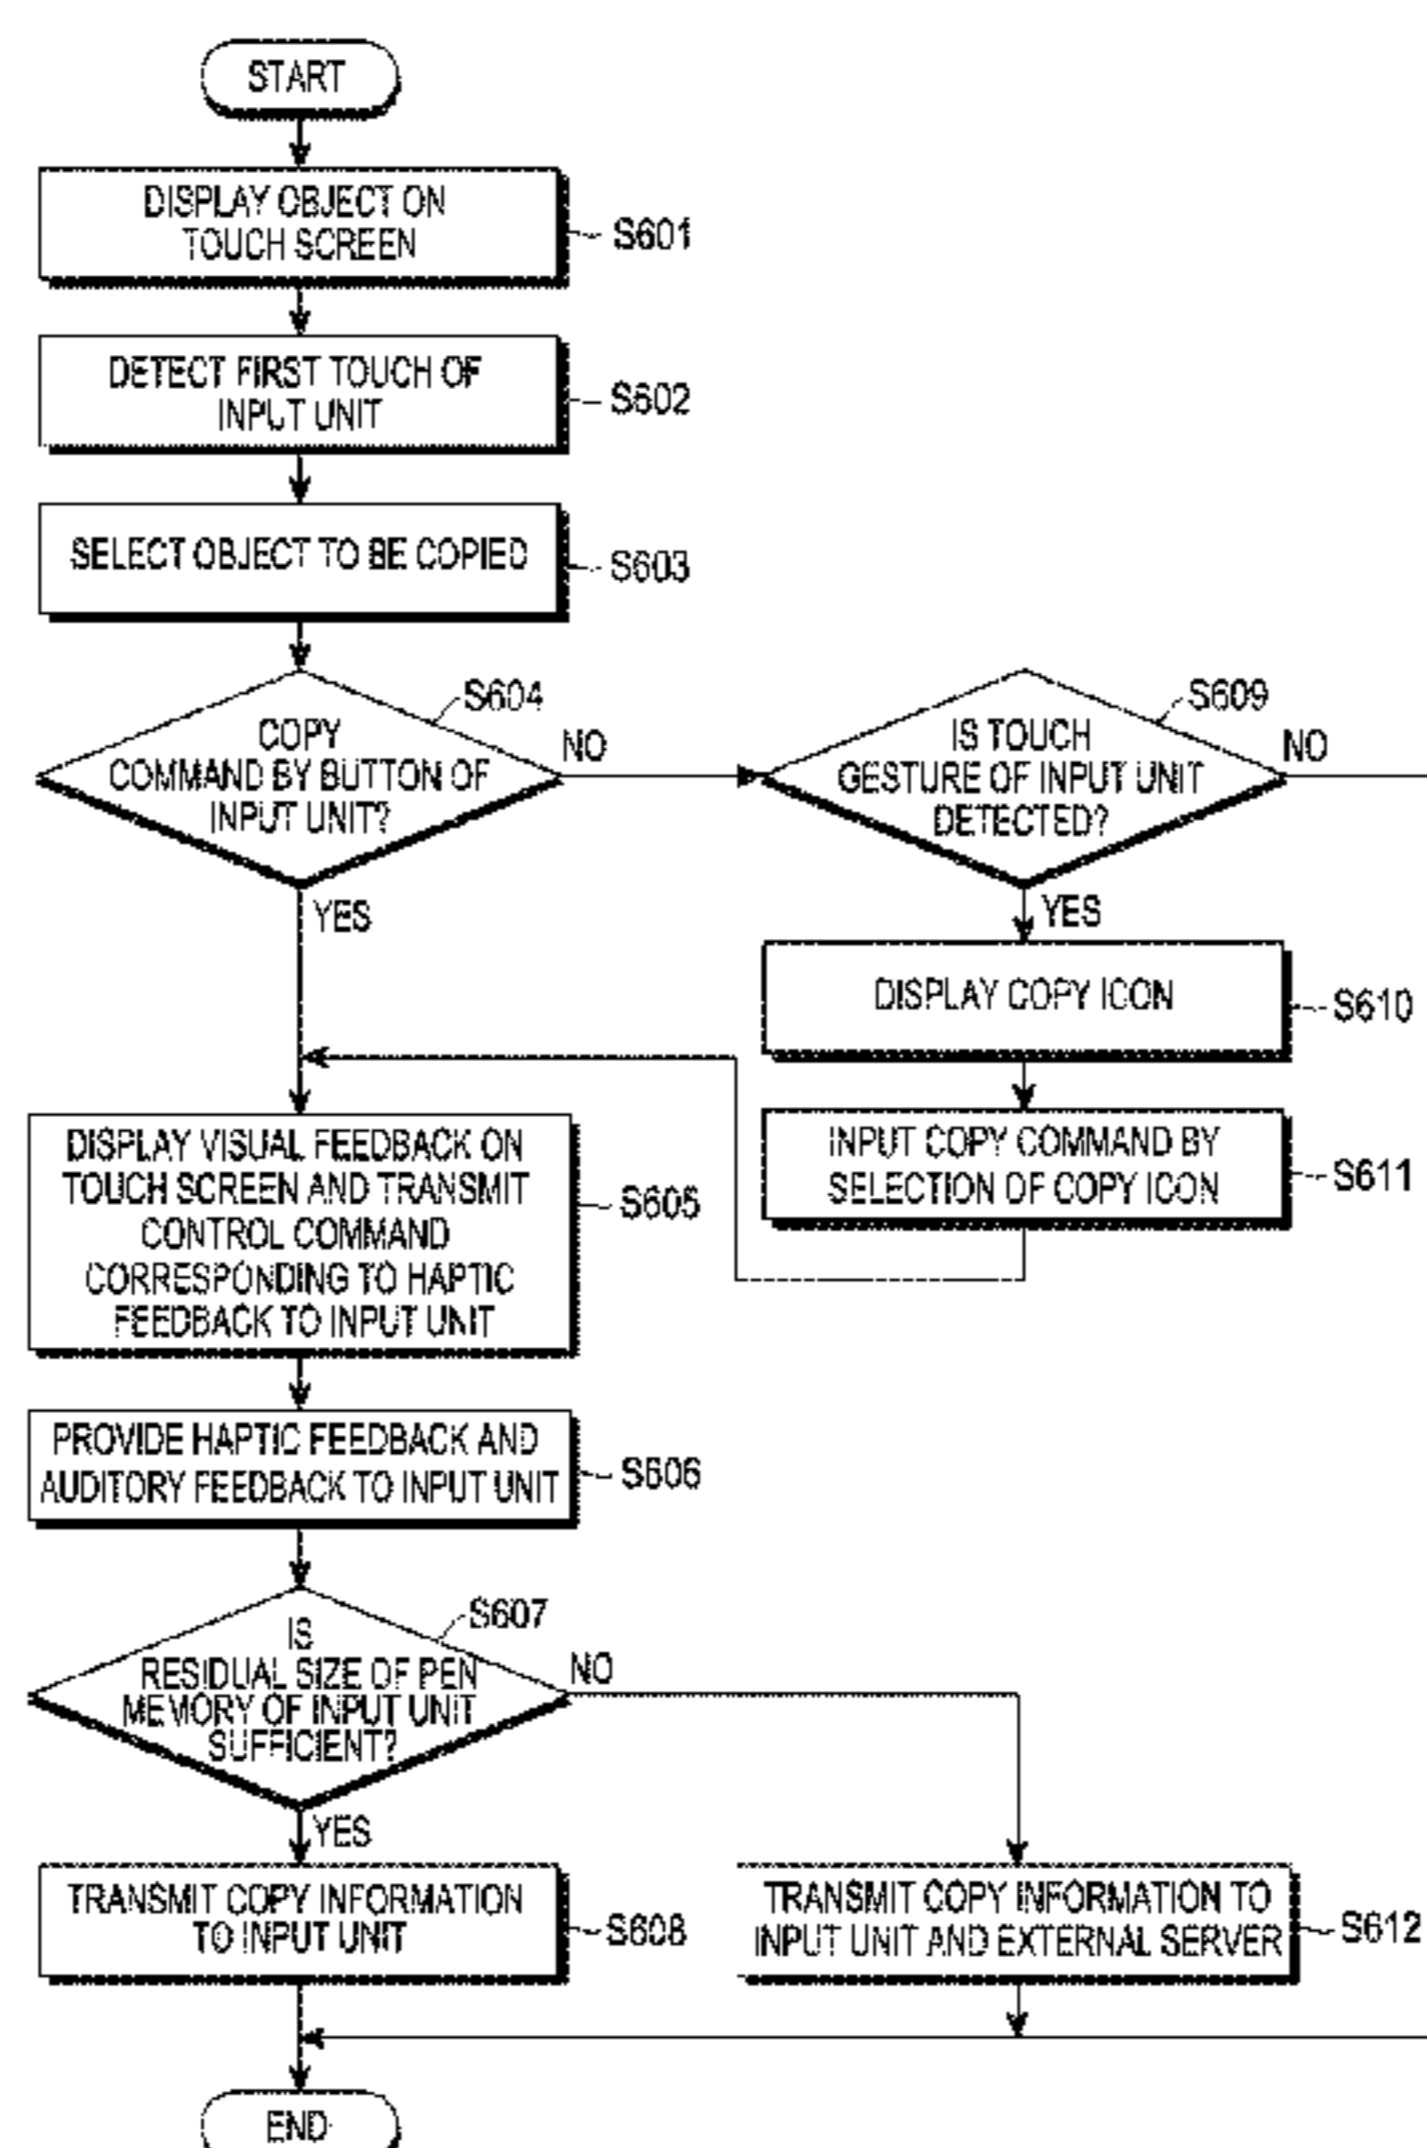 START
DISPLAY OBJECT ON
TOUCH SCREEN
S601
DETECT FIRST TOUCH OF
INPUT UNIT
S602
SELECT OBJECT TO BE COPIED
S603
S604
COPY
COMMAND BY BUTTON OF
INPUT UNIT?
NO
YES
S609
IS TOUCH
GESTURE OF INPUT UNIT
DETECTED?
NO
YES
DISPLAY COPY ICON
S610
INPUT COPY COMMAND BY
SELECTION OF COPY ICON
S611
DISPLAY VISUAL FEEDBACK ON
TOUCH SCREEN AND TRANSMIT
CONTROL COMMAND
CORRESPONDING TO HAPTIC
FEEDBACK TO INPUT UNIT
S605
PROVIDE HAPTIC FEEDBACK AND
AUDITORY FEEDBACK TO INPUT UNIT
S606
S607
IS
RESIDUAL SIZE OF PEN
MEMORY OF INPUT UNIT
SUFFICIENT?
NO
YES
TRANSMIT COPY INFORMATION
TO INPUT UNIT
S608
TRANSMIT COPY INFORMATION TO
INPUT UNIT AND EXTERNAL SERVER
S612
END